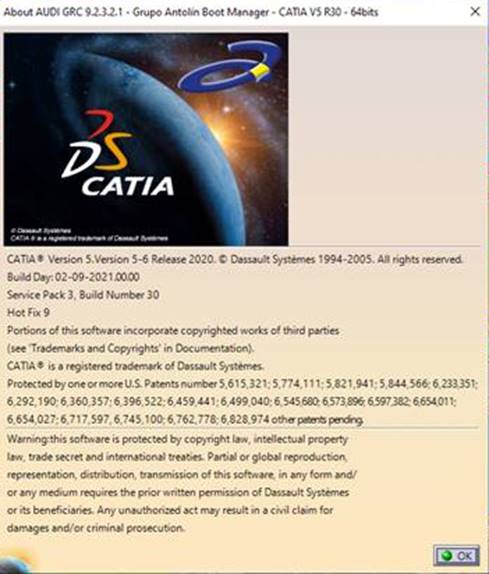 About AUDI GRC 9.2.3.2.1 - Grupo Antolin Boot Manager - CATIA V5 R30 - 64bits
DS
CATIA
© Dassault Systèmes
CATIA ® is a registered trademark of Dassault Systèmes
CATIA® Version 5.Version 5-6 Release 2020. © Dassault Systèmes 1994-2005. All rights reserved.
Build Day: 02-09-2021.00.00
Service Pack 3, Build Number 30
Hot Fix 9
Portions of this software incorporate copyrighted works of third parties
(see 'Trademarks and Copyrights' in Documentation).
CATIA® is a registered trademark of Dassault Systèmes.
Protected by one or more U.S. Patents number 5,615,321; 5,774,111; 5,821,941; 5,844,566; 6,233,351;
6,292,190; 6,360,357; 6,396,522; 6,459,441; 6,499,040; 6,545,680; 6,573,896; 6,597,382; 6,654,011;
6,654,027; 6,717,597, 6,745,100; 6,762,778; 6,828,974 other patents pending.
Warning:this software is protected by copyright law, intellectual property
law, trade secret and international treaties. Partial or global reproduction,
representation, distribution, transmission of this software, in any form and/
or any medium requires the prior written permission of Dassault Systèmes
or its beneficiaries. Any unauthorized act may result in a civil claim for
damages and/or criminal prosecution.
OK